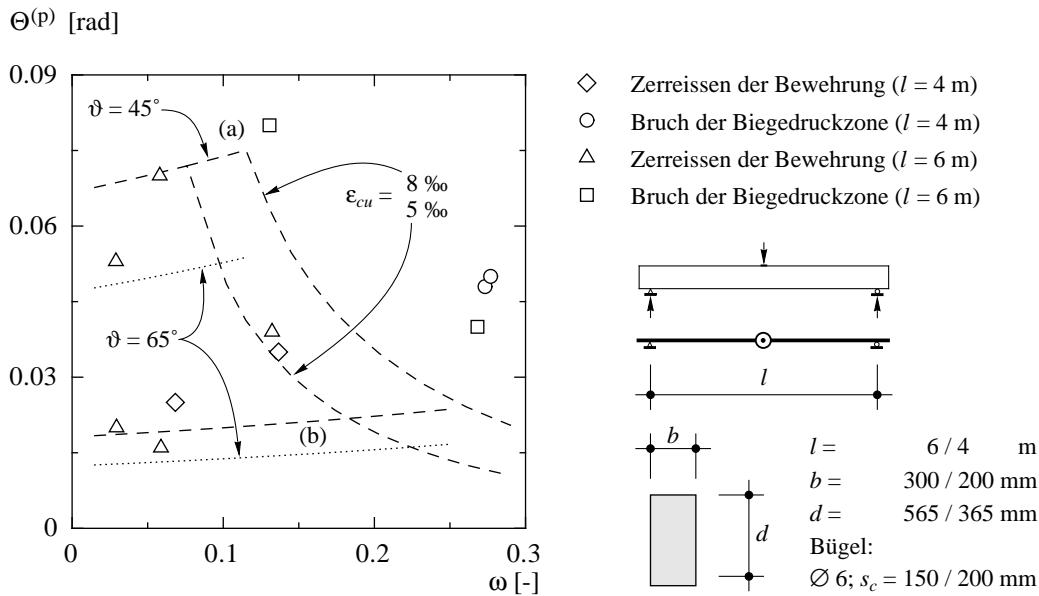 Θ(p) [rad]
0.09
0.06
0.03
0
0
0.1
0.2
0.3
ω [-]
ϑ = 45°
(a)
εcu = 8 ‰
5 ‰
ϑ = 65°
(b)
Zerreissen der Bewehrung (l = 4 m)
Bruch der Biegedruckzone (l = 4 m)
Zerreissen der Bewehrung (l = 6 m)
Bruch der Biegedruckzone (l = 6 m)
l
b
d
l = 6 / 4 m
b = 300 / 200 mm
d = 565 / 365 mm
Bügel:
∅ 6; sc = 150 / 200 mm